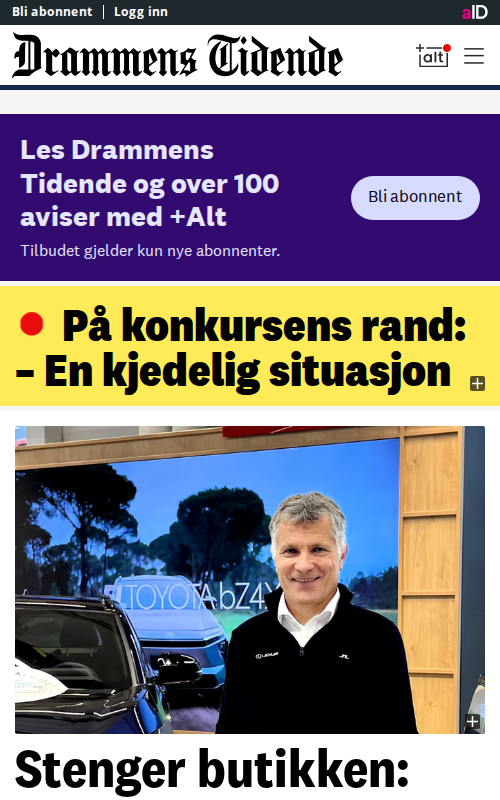 Bli abonnent | Logg inn
aID
Drammens Tidende
+alt
Les Drammens
Tidende og over 100
aviser med +Alt
Bli abonnent
Tilbudet gjelder kun nye abonnenter.
På konkursens rand:
– En kjedelig situasjon
TOYOTA bZ4X
LEXUS
Stenger butikken: